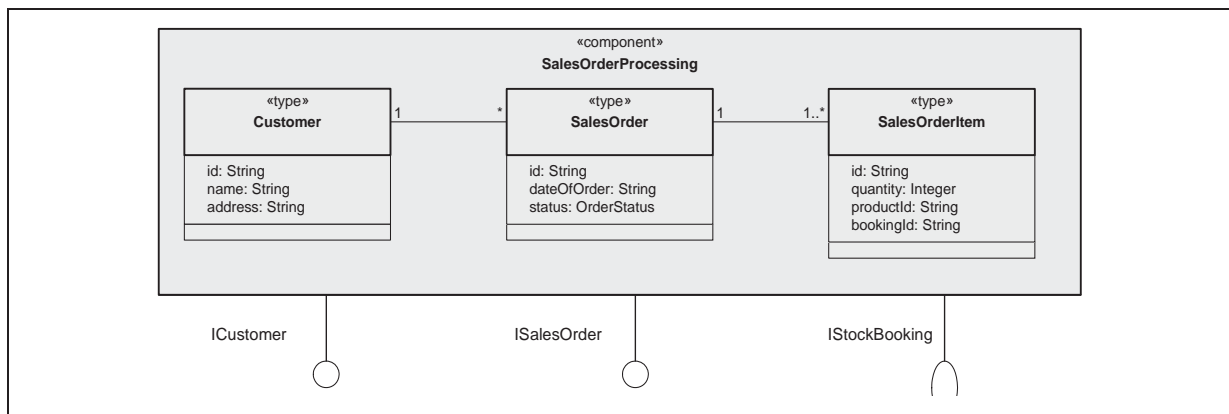 «component»
SalesOrderProcessing
«type»
Customer
1
*
«type»
SalesOrder
1
1..*
«type»
SalesOrderItem
id: String
name: String
address: String
id: String
dateOfOrder: String
status: OrderStatus
id: String
quantity: Integer
productId: String
bookingId: String
ICustomer
ISalesOrder
IStockBooking